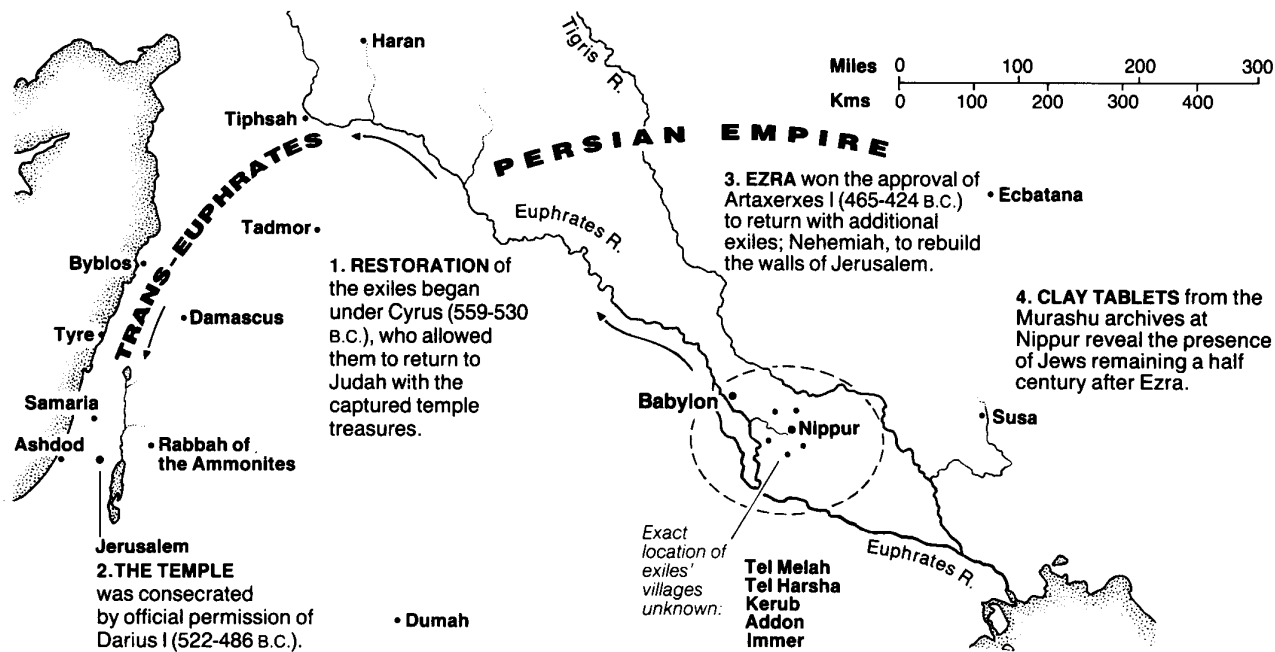 Haran
Tigris R.
Miles 0 100 200 300
Kms 0 100 200 300 400
Tiphsah
TRANS-EUPHRATES
PERSIAN EMPIRE
3. EZRA won the approval of
Artaxerxes I (465-424 B.C.)
to return with additional
exiles; Nehemiah, to rebuild
the walls of Jerusalem.
Ecbatana
Euphrates R.
Tadmor
Byblos
1. RESTORATION of
the exiles began
under Cyrus (559-530
B.C.), who allowed
them to return to
Judah with the
captured temple
treasures.
4. CLAY TABLETS from the
Murashu archives at
Nippur reveal the presence
of Jews remaining a half
century after Ezra.
Damascus
Tyre
Samaria
Babylon
Nippur
Susa
Ashdod
Rabbah of
the Ammonites
Jerusalem
2.THE TEMPLE
was consecrated
by official permission of
Darius I (522-486 B.C.).
Dumah
Exact
location of
exiles'
villages
unknown:
Tel Melah
Tel Harsha
Kerub
Addon
Immer
Euphrates R.